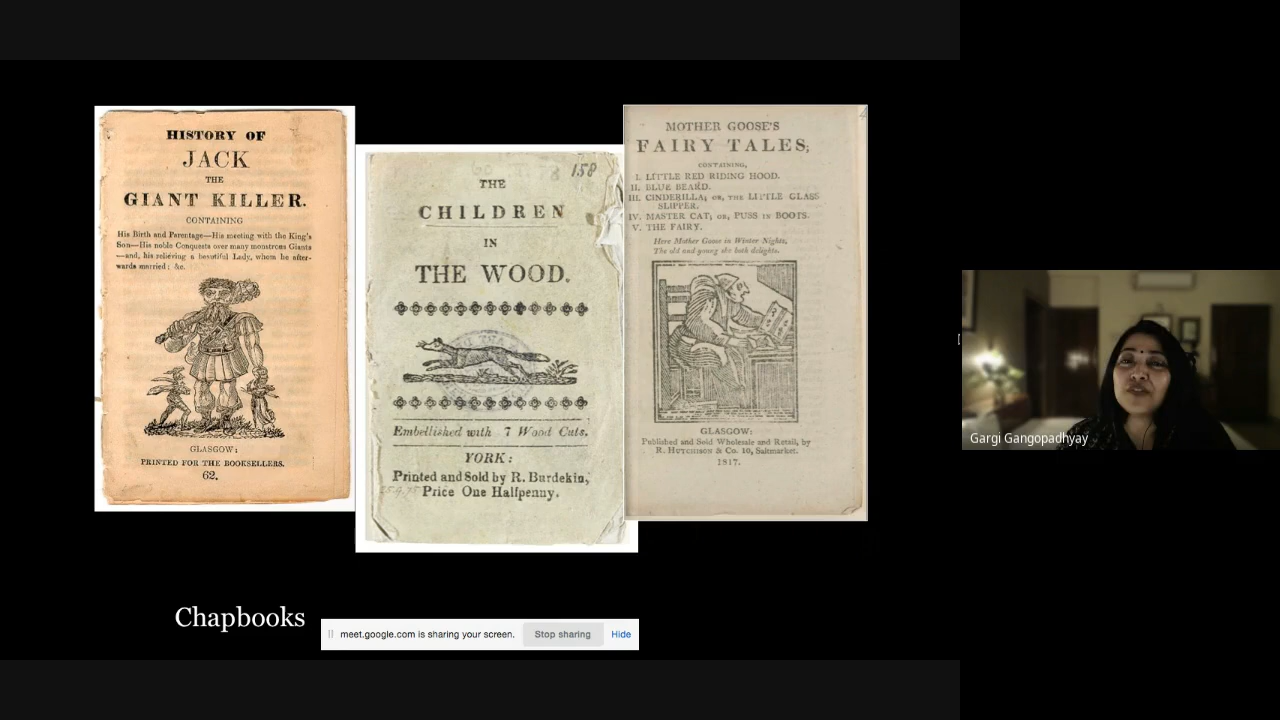 HISTORY OF
JACK
THE
GIANT KILLER.
CONTAINING
His Birth and Parentage—His meeting with the King's
Son—His noble Conquests over many monstrous Giants
—and, his relieving a beautiful Lady, whom he after-
wards married; &c.
GLASGOW:
PRINTED FOR THE BOOKSELLERS.
62.
158
THE
CHILDREN
IN
THE WOOD.
Embellished with 7 Wood Cuts.
YORK:
Printed and Sold by R. Burdekin,
Price One Halfpenny.
4
MOTHER GOOSE'S
FAIRY TALES;
CONTAINING,
I. LITTLE RED RIDING HOOD.
II. BLUE BEARD.
III. CINDERILLA; OR, THE LITTLE GLASS
SLIPPER.
IV. MASTER CAT; OR, PUSS IN BOOTS.
V. THE FAIRY.
Here Mother Goose in Winter Nights,
The old and young she both delights.
GLASGOW:
Published and Sold Wholesale and Retail, by
R. HUTCHISON & Co. 10, Saltmarket.
1817.
Chapbooks
meet.google.com is sharing your screen. Stop sharing Hide
Gargi Gangopadhyay